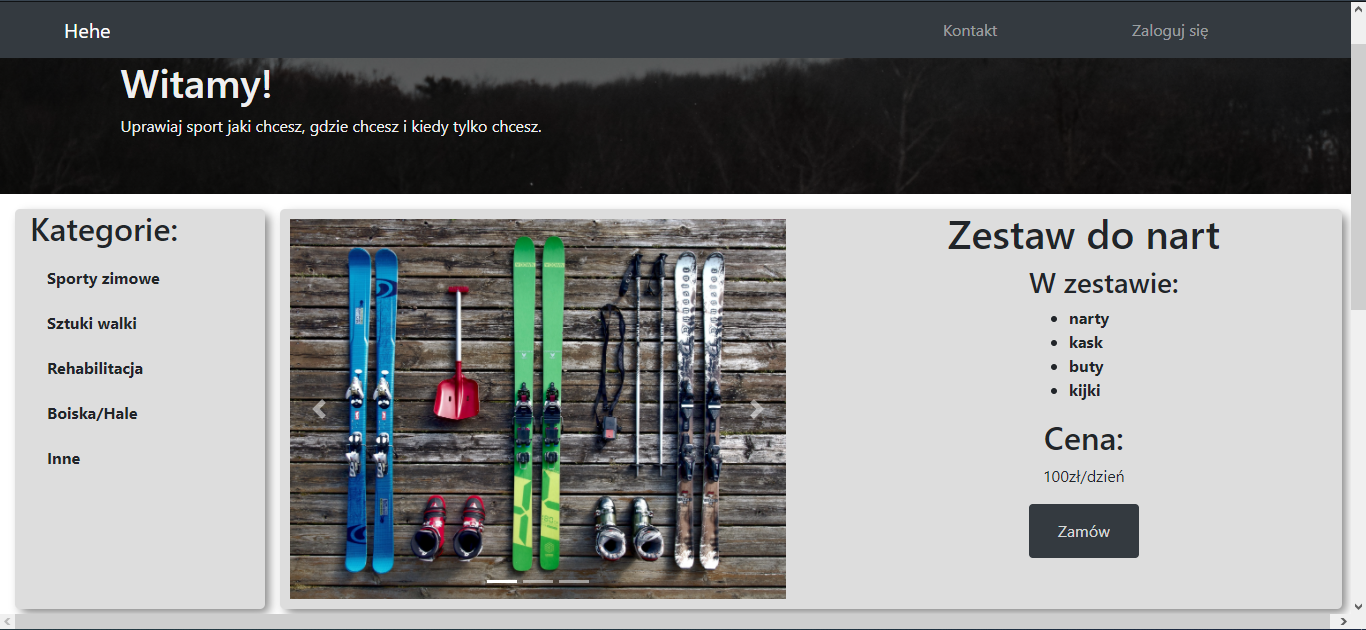 Hehe
Kontakt
Zaloguj się
Witamy!
Uprawiaj sport jaki chcesz, gdzie chcesz i kiedy tylko chcesz.
Kategorie:
Sporty zimowe
Sztuki walki
Rehabilitacja
Boiska/Hale
Inne
Zestaw do nart
W zestawie:
narty
kask
buty
kijki
Cena:
100zł/dzień
Zamów